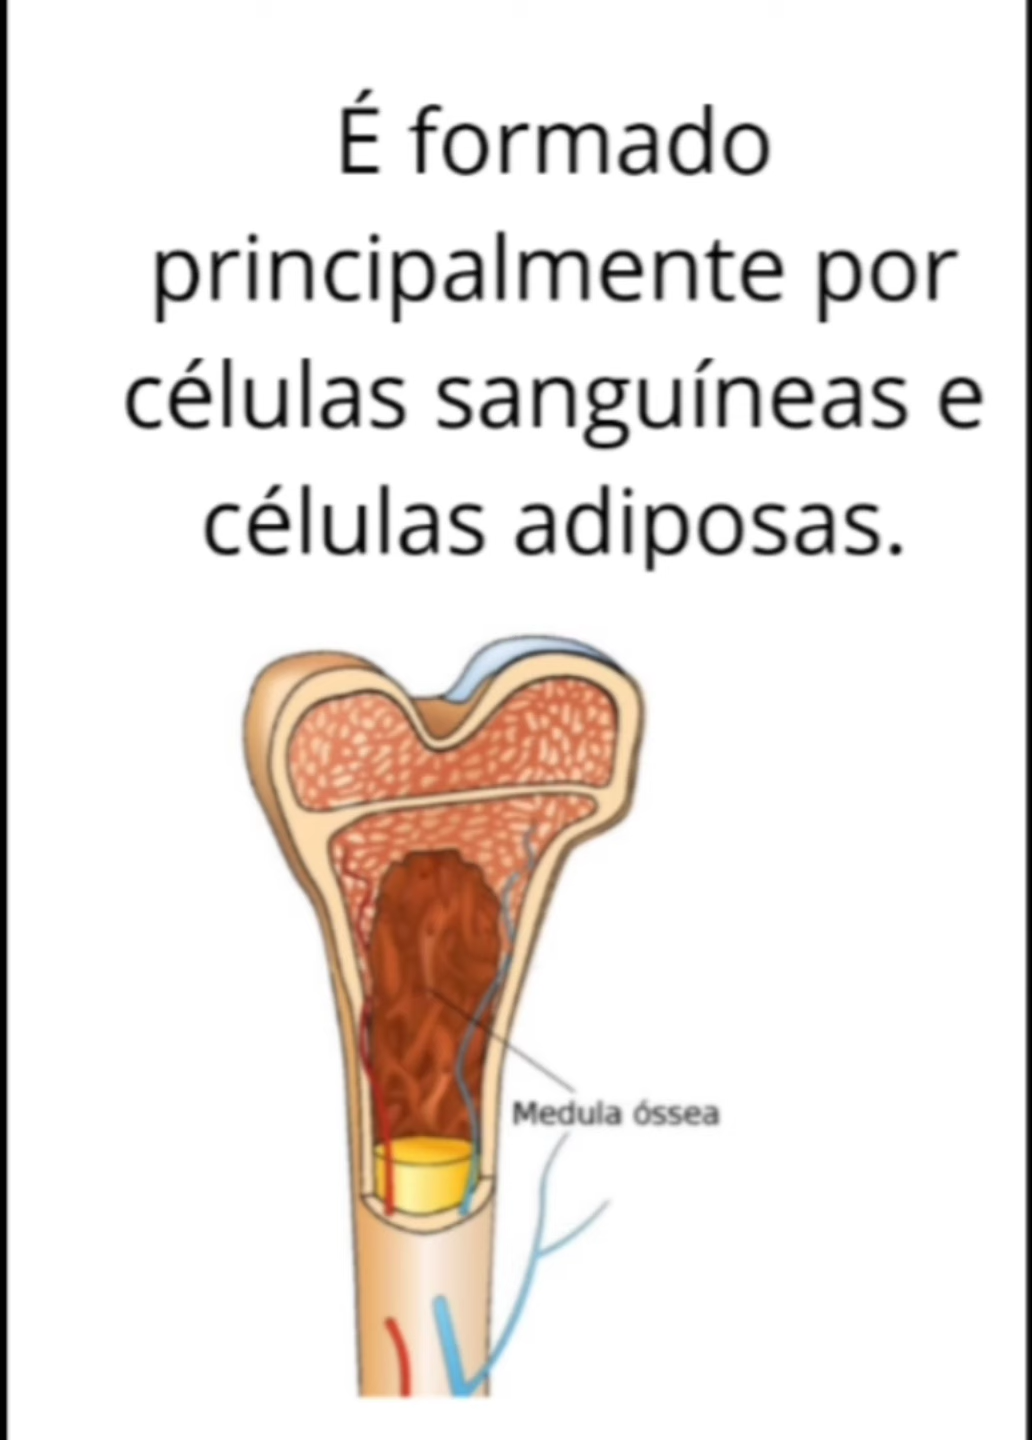 É formado
principalmente por
células sanguíneas e
células adiposas.
Medula óssea